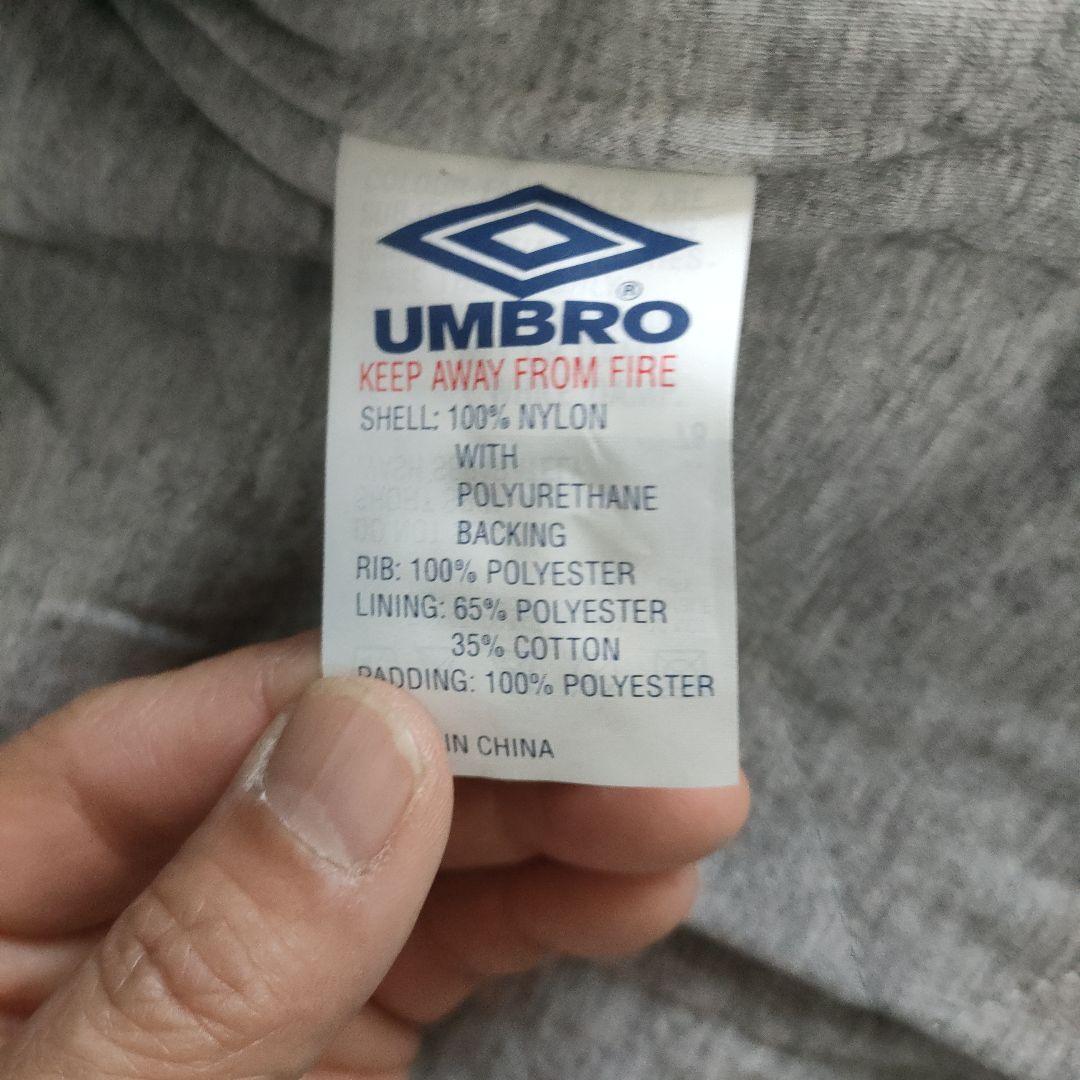 UMBRO®
KEEP AWAY FROM FIRE
SHELL: 100% NYLON
WITH
POLYURETHANE
BACKING
RIB: 100% POLYESTER
LINING: 65% POLYESTER
35% COTTON
PADDING: 100% POLYESTER
IN CHINA